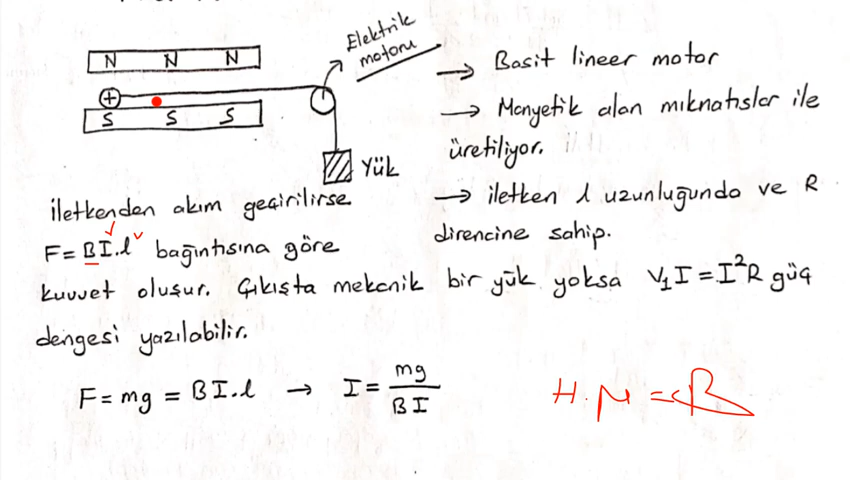 Elektrik motoru
N N N
+
S S S
Yük
→ Basit lineer motor
→ Manyetik alan mıknatıslar ile
üretiliyor.
→ iletken l uzunluğunda ve R
direncine sahip.
iletkenden akım geçirilirse
F = BI.l bağıntısına göre
kuvvet oluşur. Çıkışta mekanik bir yük yoksa V₁I = I²R güç
dengesi yazılabilir.
F = mg = BI.l → I = mg / BI
H.M = B